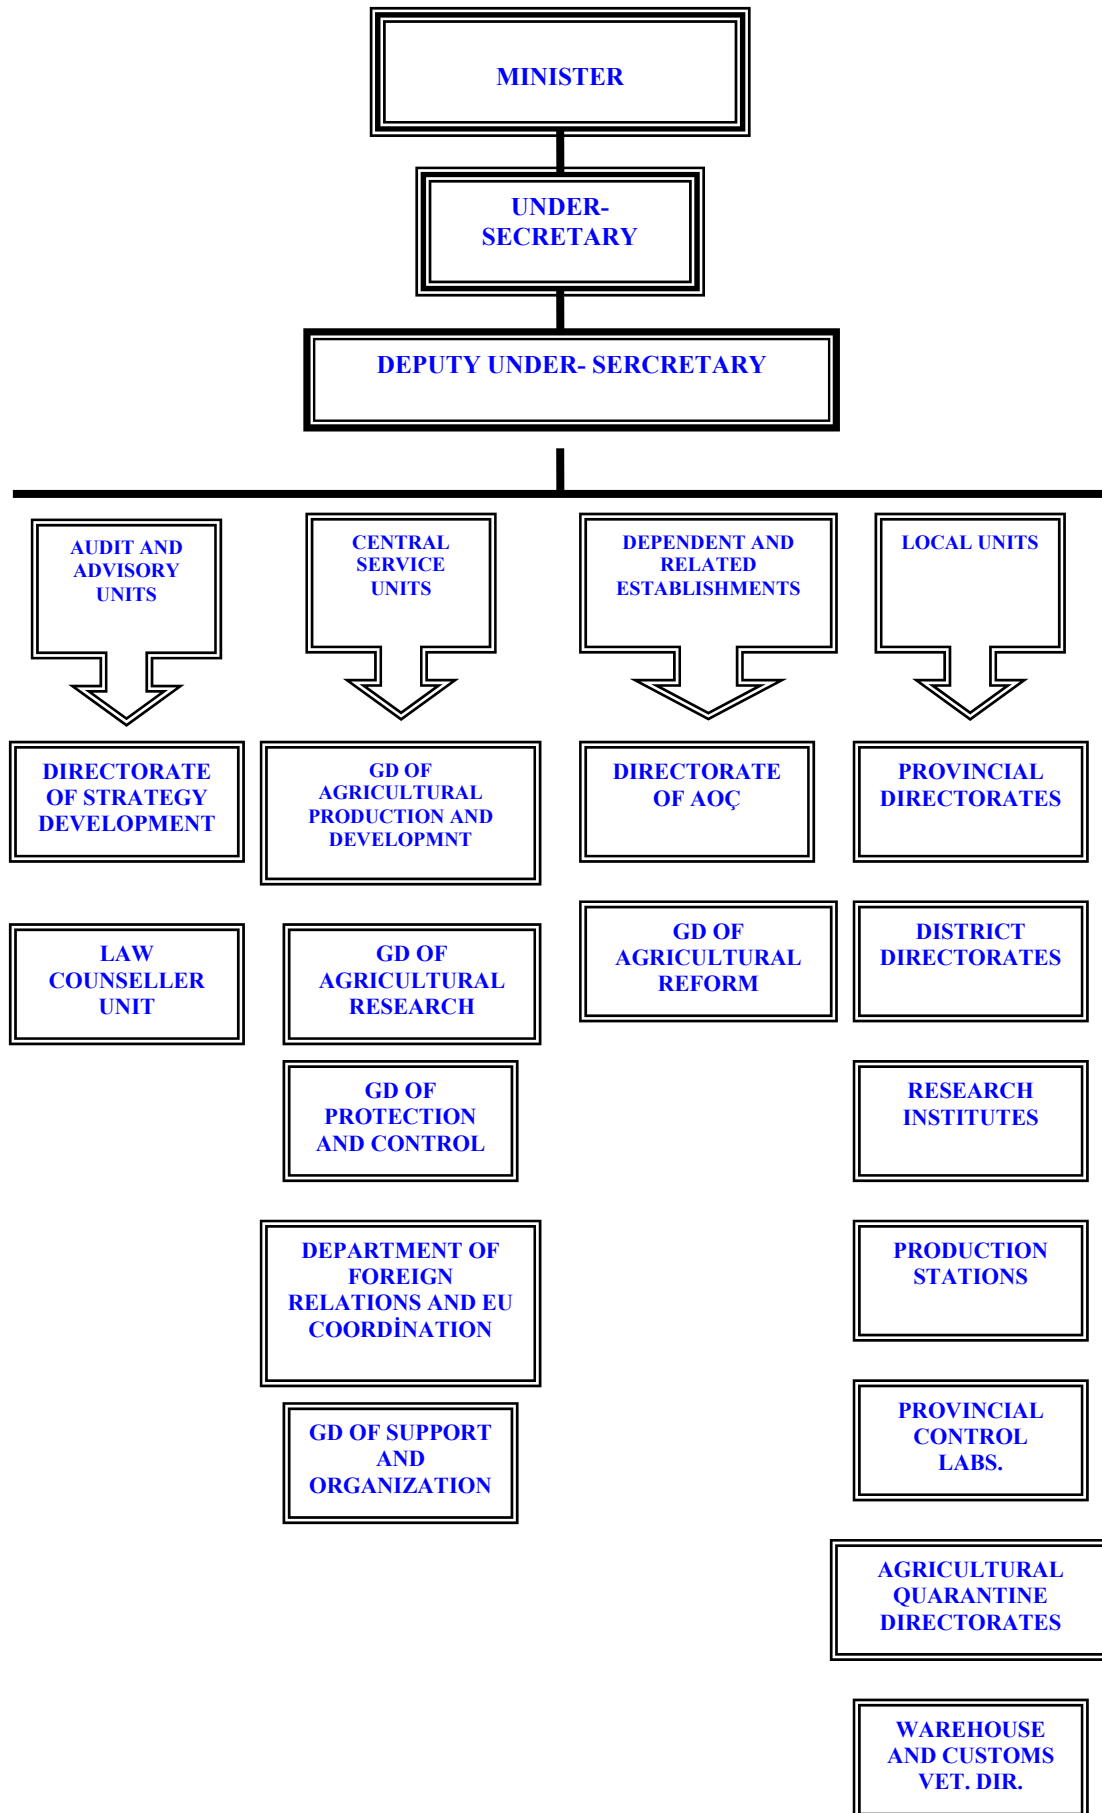 MINISTER
UNDER-
SECRETARY
DEPUTY UNDER- SERCRETARY
AUDIT AND
ADVISORY
UNITS
CENTRAL
SERVICE
UNITS
DEPENDENT AND
RELATED
ESTABLISHMENTS
LOCAL UNITS
DIRECTORATE
OF STRATEGY
DEVELOPMENT
LAW
COUNSELLER
UNIT
GD OF
AGRICULTURAL
PRODUCTION AND
DEVELOPMNT
GD OF
AGRICULTURAL
RESEARCH
GD OF
PROTECTION
AND CONTROL
DEPARTMENT OF
FOREIGN
RELATIONS AND EU
COORDİNATION
GD OF SUPPORT
AND
ORGANIZATION
DIRECTORATE
OF AOÇ
GD OF
AGRICULTURAL
REFORM
PROVINCIAL
DIRECTORATES
DISTRICT
DIRECTORATES
RESEARCH
INSTITUTES
PRODUCTION
STATIONS
PROVINCIAL
CONTROL
LABS.
AGRICULTURAL
QUARANTINE
DIRECTORATES
WAREHOUSE
AND CUSTOMS
VET. DIR.